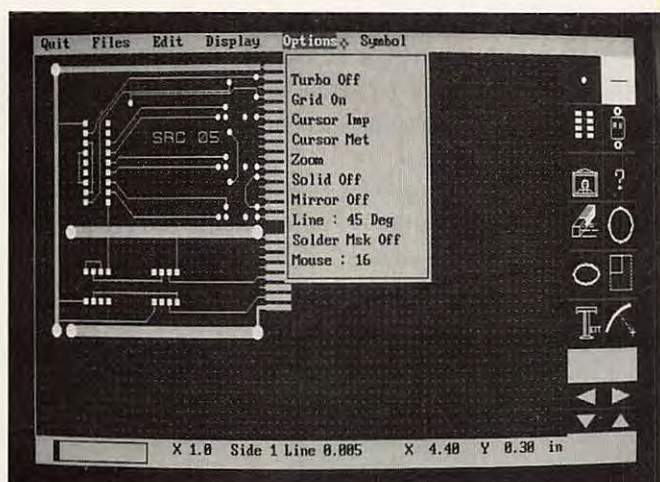 Quit Files Edit Display Options Symbol
Turbo Off
Grid On
Cursor Imp
Cursor Met
Zoom
Solid Off
Mirror Off
Line : 45 Deg
Solder Msk Off
Mouse : 16
SRC 05
?
TEXT
X 1.0 Side 1 Line 0.005 X 4.40 Y 0.30 in